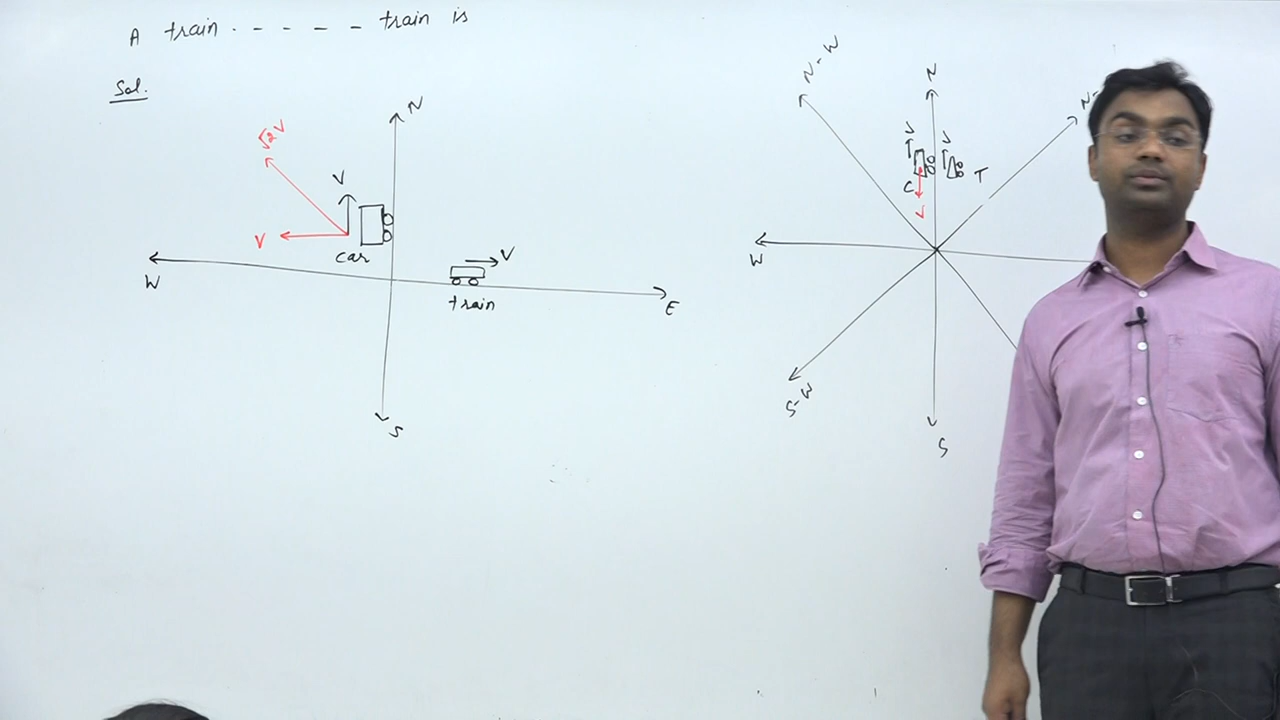 A train - - - - - train is
Sol.
N
√2 V
V
V
car
V
train
W
E
S
N-W
N
N-
V
V
C
T
V
W
S-W
S